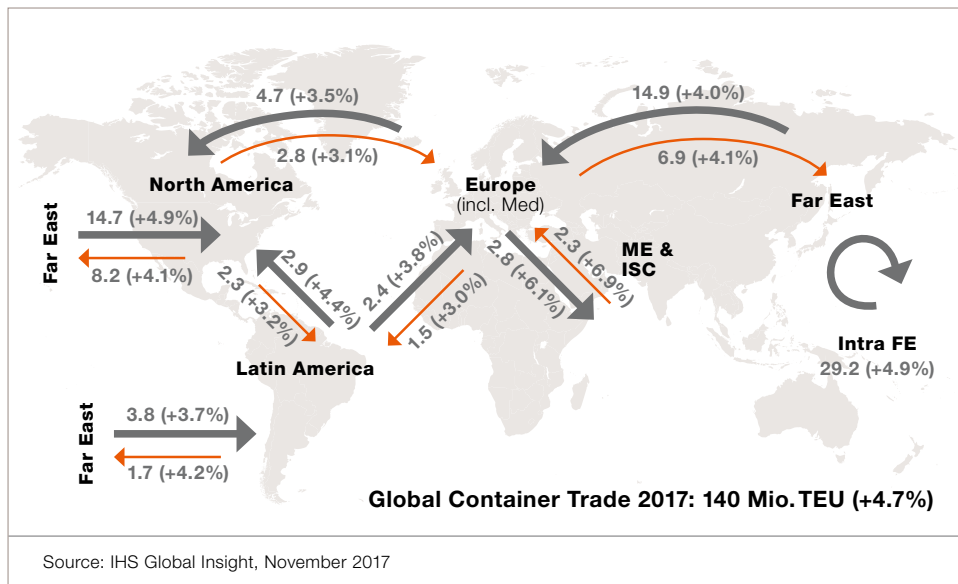 4.7 (+3.5%)
14.9 (+4.0%)
2.8 (+3.1%)
6.9 (+4.1%)
North America
Europe
(incl. Med)
Far East
Far East
14.7 (+4.9%)
8.2 (+4.1%)
2.3 (+3.2%)
2.9 (+4.4%)
2.4 (+3.8%)
1.5 (+3.0%)
2.8 (+6.1%)
2.3 (+6.9%)
ME &
ISC
Latin America
Intra FE
29.2 (+4.9%)
Far East
3.8 (+3.7%)
1.7 (+4.2%)
Global Container Trade 2017: 140 Mio. TEU (+4.7%)
Source: IHS Global Insight, November 2017